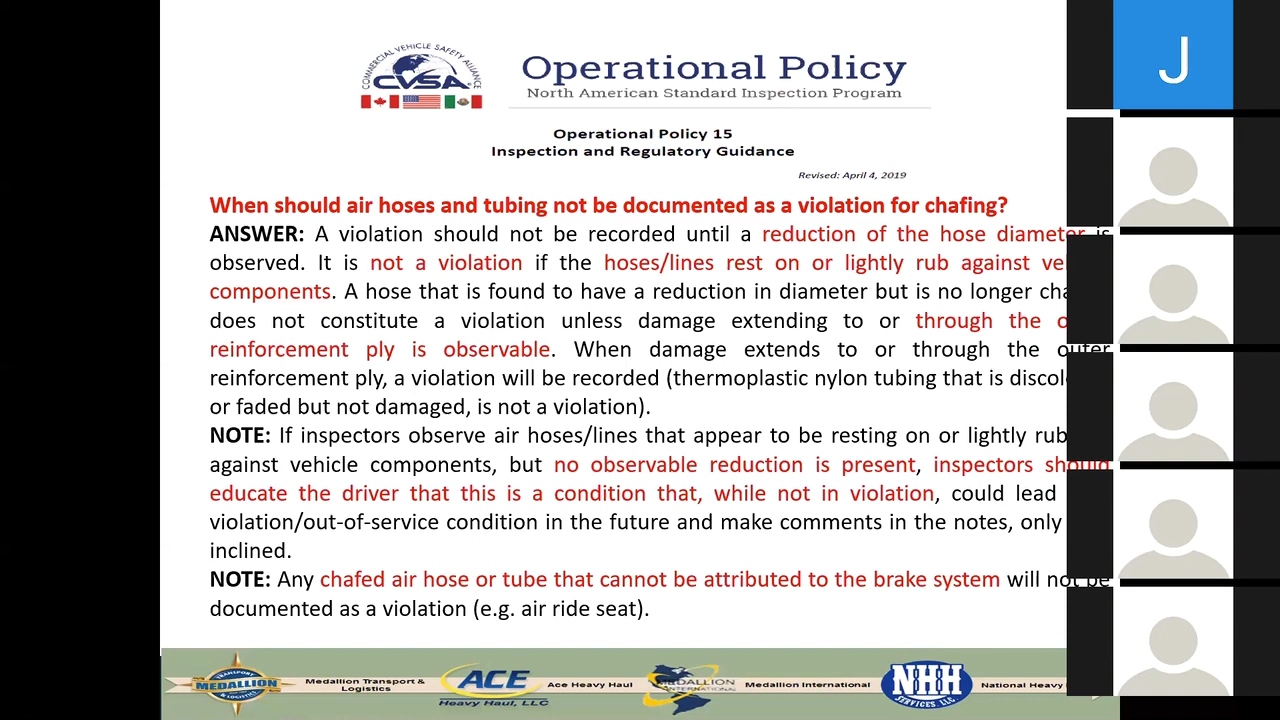 COMMERCIAL VEHICLE SAFETY ALLIANCE
CVSA
Operational Policy
North American Standard Inspection Program
Operational Policy 15
Inspection and Regulatory Guidance
Revised: April 4, 2019
When should air hoses and tubing not be documented as a violation for chafing?
ANSWER: A violation should not be recorded until a reduction of the hose diameter is
observed. It is not a violation if the hoses/lines rest on or lightly rub against
components. A hose that is found to have a reduction in diameter but is no longer
does not constitute a violation unless damage extending to or through the
reinforcement ply is observable. When damage extends to or through the outer
reinforcement ply, a violation will be recorded (thermoplastic nylon tubing that is
or faded but not damaged, is not a violation).
NOTE: If inspectors observe air hoses/lines that appear to be resting on or lightly
against vehicle components, but no observable reduction is present, inspectors should
educate the driver that this is a condition that, while not in violation, could lead
violation/out-of-service condition in the future and make comments in the notes, only
inclined.
NOTE: Any chafed air hose or tube that cannot be attributed to the brake system will not be
documented as a violation (e.g. air ride seat).
TRANSPORT
MEDALLION
& LOGISTICS
Medallion Transport &
Logistics
ACE
Heavy Haul, LLC
Ace Heavy Haul
MEDALLION
INTERNATIONAL
Medallion International
NHH
SERVICES, LLC
National Heavy
J